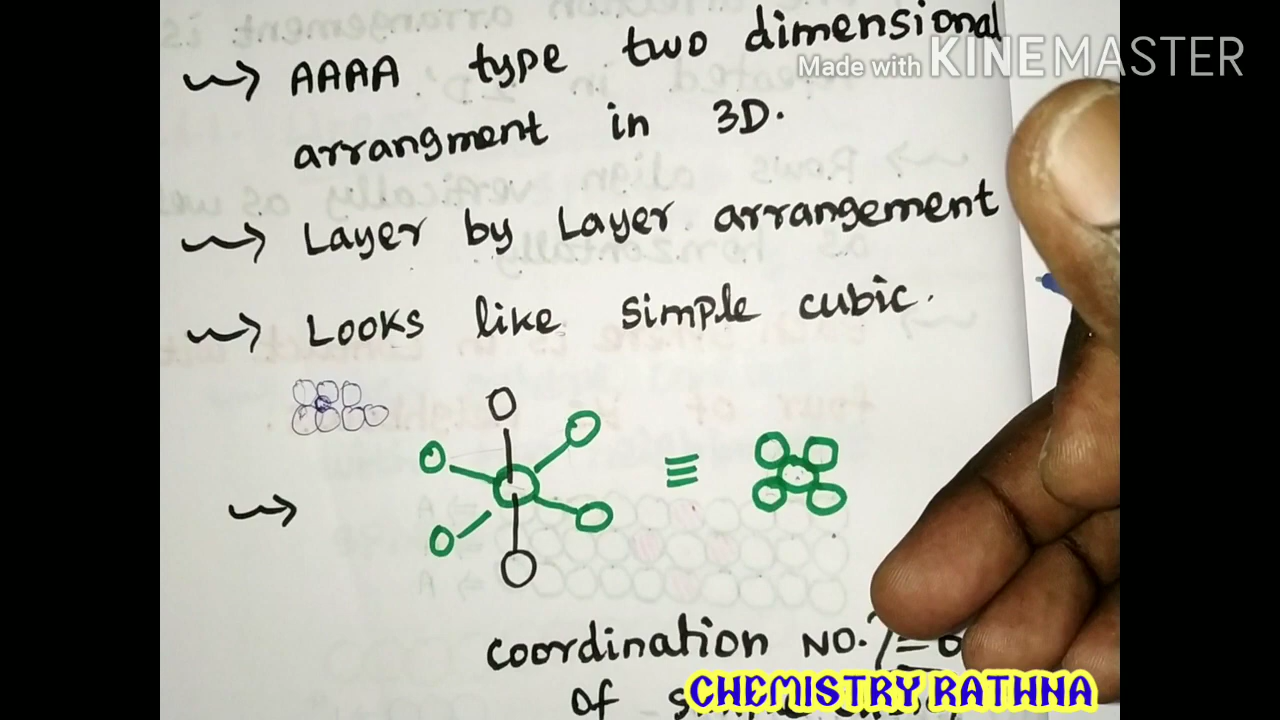 → AAAA type two dimensional
Made with KINEMASTER
arrangment in 3D.
→ Layer by Layer arrangement
→ Looks like simple cubic.
→
≡
coordination NO.
of
CHEMISTRY RATHNA